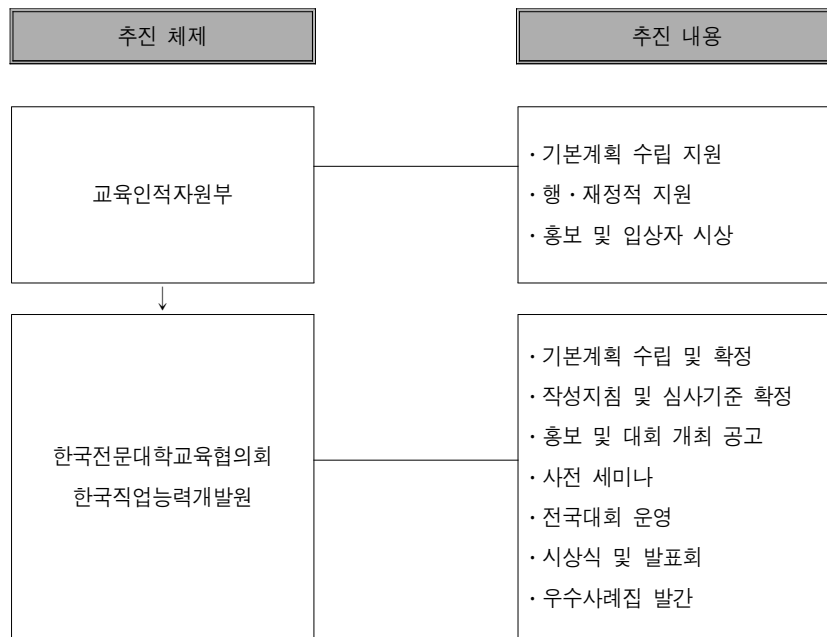 추진 체제
추진 내용
교육인적자원부
· 기본계획 수립 지원
· 행·재정적 지원
· 홍보 및 입상자 시상
↓
한국전문대학교육협의회
한국직업능력개발원
· 기본계획 수립 및 확정
· 작성지침 및 심사기준 확정
· 홍보 및 대회 개최 공고
· 사전 세미나
· 전국대회 운영
· 시상식 및 발표회
· 우수사례집 발간